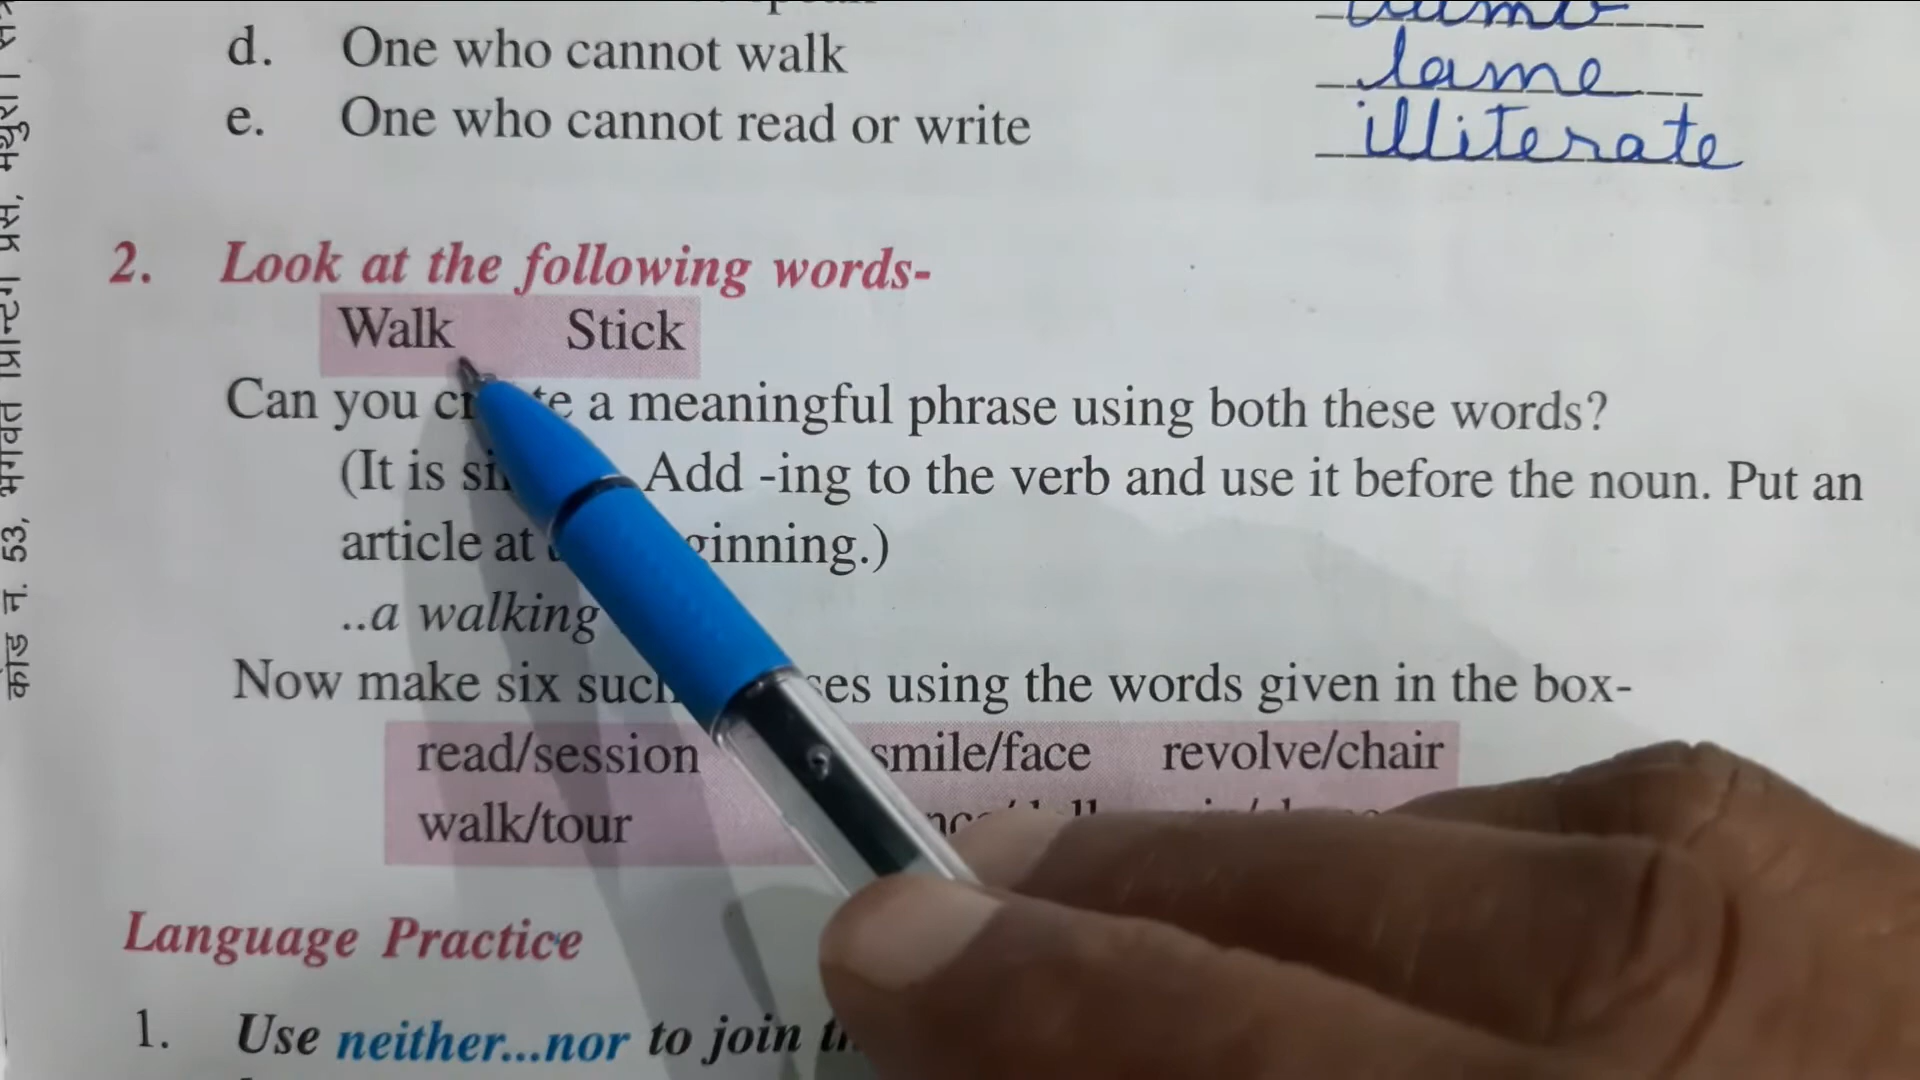 d. One who cannot walk lame
e. One who cannot read or write illiterate
2. Look at the following words-
Walk Stick
Can you a meaningful phrase using both these words?
(It is Add -ing to the verb and use it before the noun. Put an
article at
..a walking
Now make six using the words given in the box-
read/session smile/face revolve/chair
walk/tour
Language Practice
1. Use neither...nor to join
कोड न. 53,